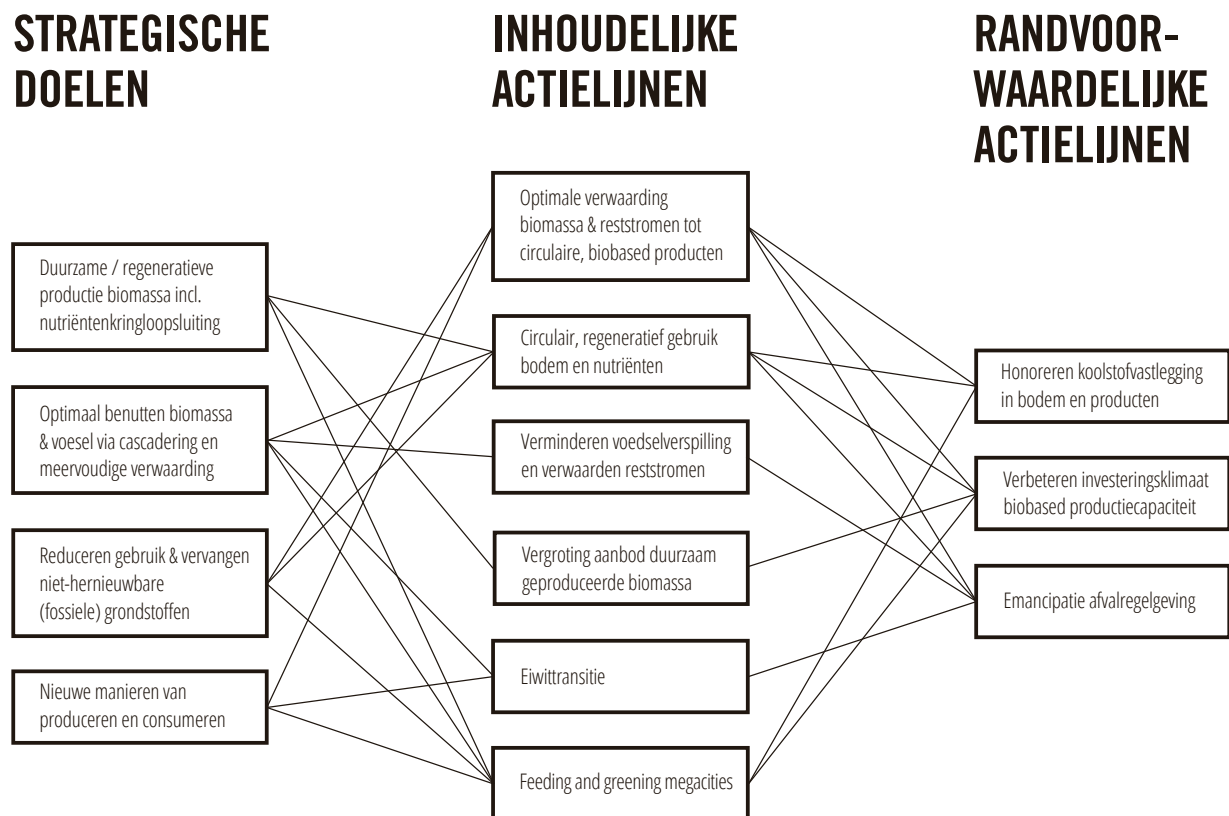 STRATEGISCHE
DOELEN
INHOUDELIJKE
ACTIELIJNEN
RANDVOOR-
WAARDELIJKE
ACTIELIJNEN
Duurzame / regeneratieve
productie biomassa incl.
nutriëntenkringloopsluiting
Optimaal benutten biomassa
& voesel via cascadering en
meervoudige verwaarding
Reduceren gebruik & vervangen
niet-hernieuwbare
(fossiele) grondstoffen
Nieuwe manieren van
produceren en consumeren
Optimale verwaarding
biomassa & reststromen tot
circulaire, biobased producten
Circulair, regeneratief gebruik
bodem en nutriënten
Verminderen voedselverspilling
en verwaarden reststromen
Vergroting aanbod duurzaam
geproduceerde biomassa
Eiwittransitie
Feeding and greening megacities
Honoreren koolstofvastlegging
in bodem en producten
Verbeteren investeringsklimaat
biobased productiecapaciteit
Emancipatie afvalregelgeving